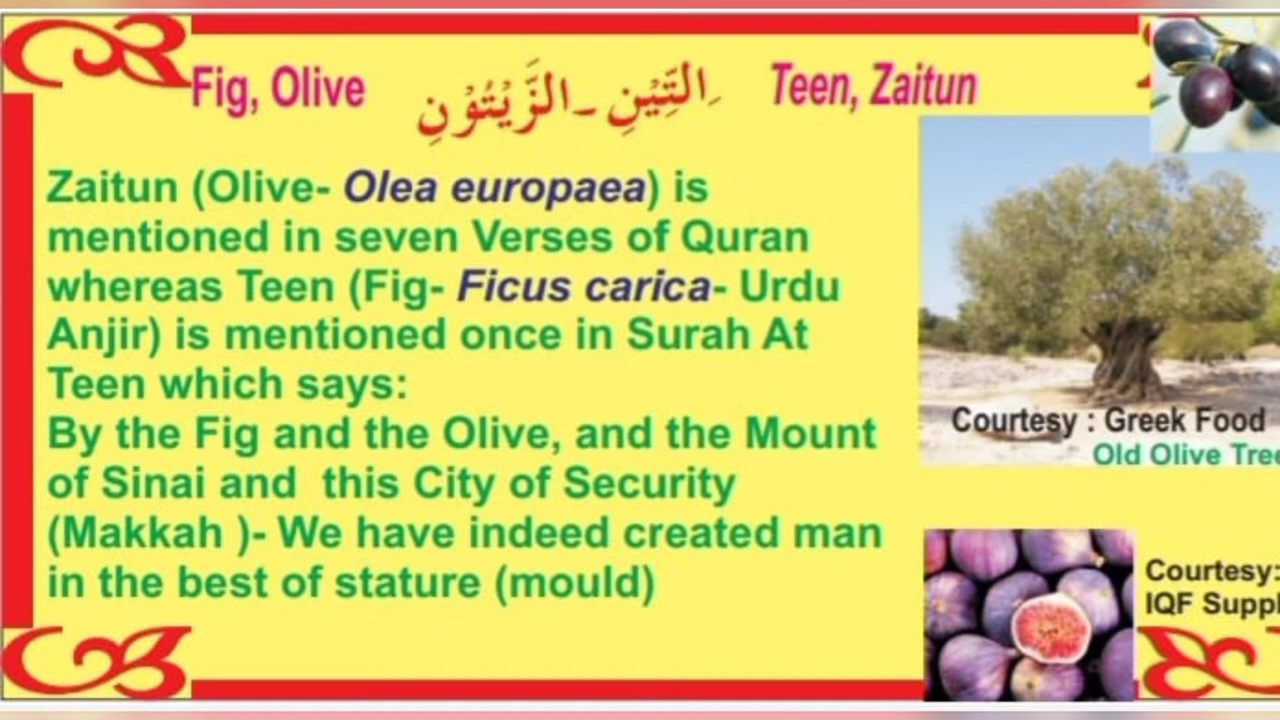 Fig, Olive
التِّيْنِ ـ الزَّيْتُوْنِ
Teen, Zaitun
Zaitun (Olive- Olea europaea) is
mentioned in seven Verses of Quran
whereas Teen (Fig- Ficus carica- Urdu
Anjir) is mentioned once in Surah At
Teen which says:
By the Fig and the Olive, and the Mount
of Sinai and this City of Security
(Makkah )- We have indeed created man
in the best of stature (mould)
Courtesy : Greek Food
Old Olive Tree
Courtesy:
IQF Suppl